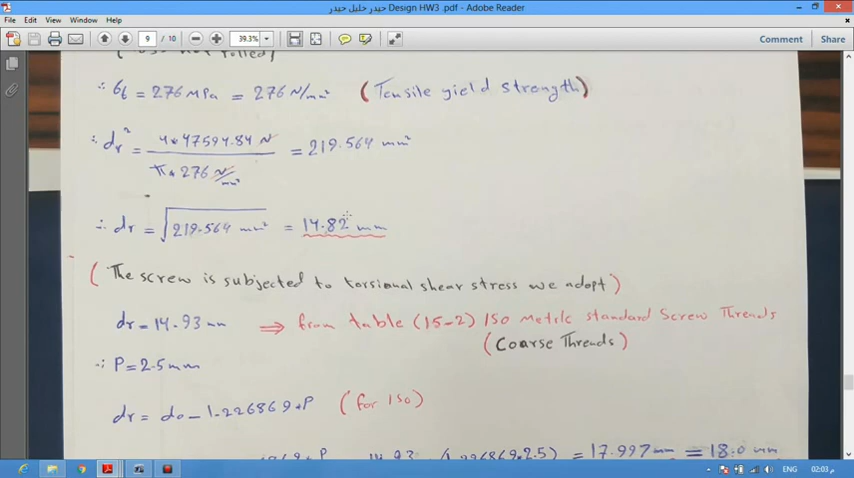 Design HW3 .pdf - Adobe Reader حيدر خليل حيدر
File Edit View Window Help
9 / 10 39.3% Comment Share
∴ σt = 276 MPa = 276 N/mm² (Tensile yield strength)
∴ dr² = 4*47594.84 N / π*276 N/mm² = 219.564 mm²
∴ dr = √219.564 mm² = 14.82 mm
(The screw is subjected to torsional shear stress we adopt)
dr = 14.93 mm ⇒ from table (15-2) ISO Metric standard Screw Threads
(Coarse Threads)
∴ P = 2.5 mm
dr = do - 1.226869*P (for ISO)
= 17.997 mm = 18.0 mm
EN م 02:03